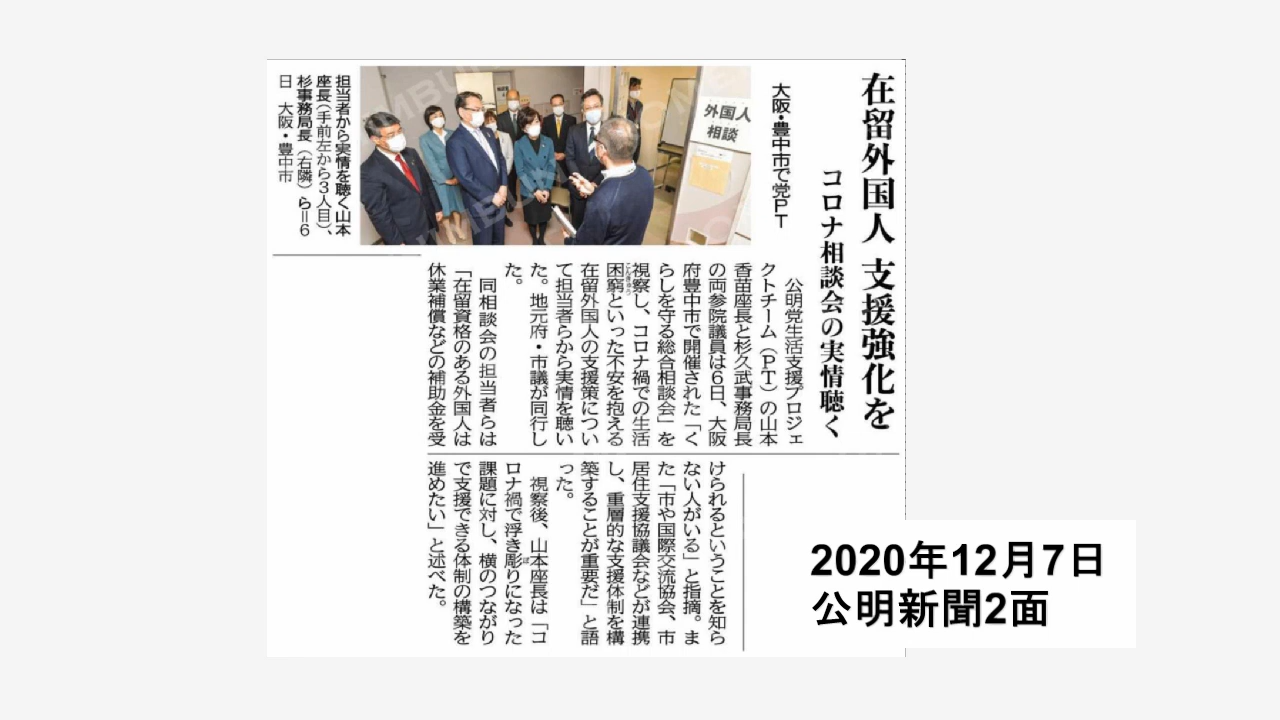 在留外国人 支援強化を
コロナ相談会の実情聴く
大阪・豊中市で党PT
外国人
相談
担当者から実情を聴く山本
座長（手前左から3人目）、
杉事務局長（右隣）ら＝6
日 大阪・豊中市
公明党生活支援プロジェ
クトチーム（PT）の山本
香苗座長と杉久武事務局長
の両参院議員は6日、大阪
府豊中市で開催された「く
らしを守る総合相談会」を
視察し、コロナ禍での生活
困窮といった不安を抱える
在留外国人の支援策につい
て担当者らから実情を聴い
た。地元府・市議が同行し
た。
同相談会の担当者らは
「在留資格のある外国人は
休業補償などの補助金を受
けられるということを知ら
ない人がいる」と指摘。ま
た「市や国際交流協会、市
居住支援協議会などが連携
し、重層的な支援体制を構
築することが重要だ」と語
った。
視察後、山本座長は「コ
ロナ禍で浮き彫りになった
課題に対し、横のつながり
で支援できる体制の構築を
進めたい」と述べた。
2020年12月7日
公明新聞2面